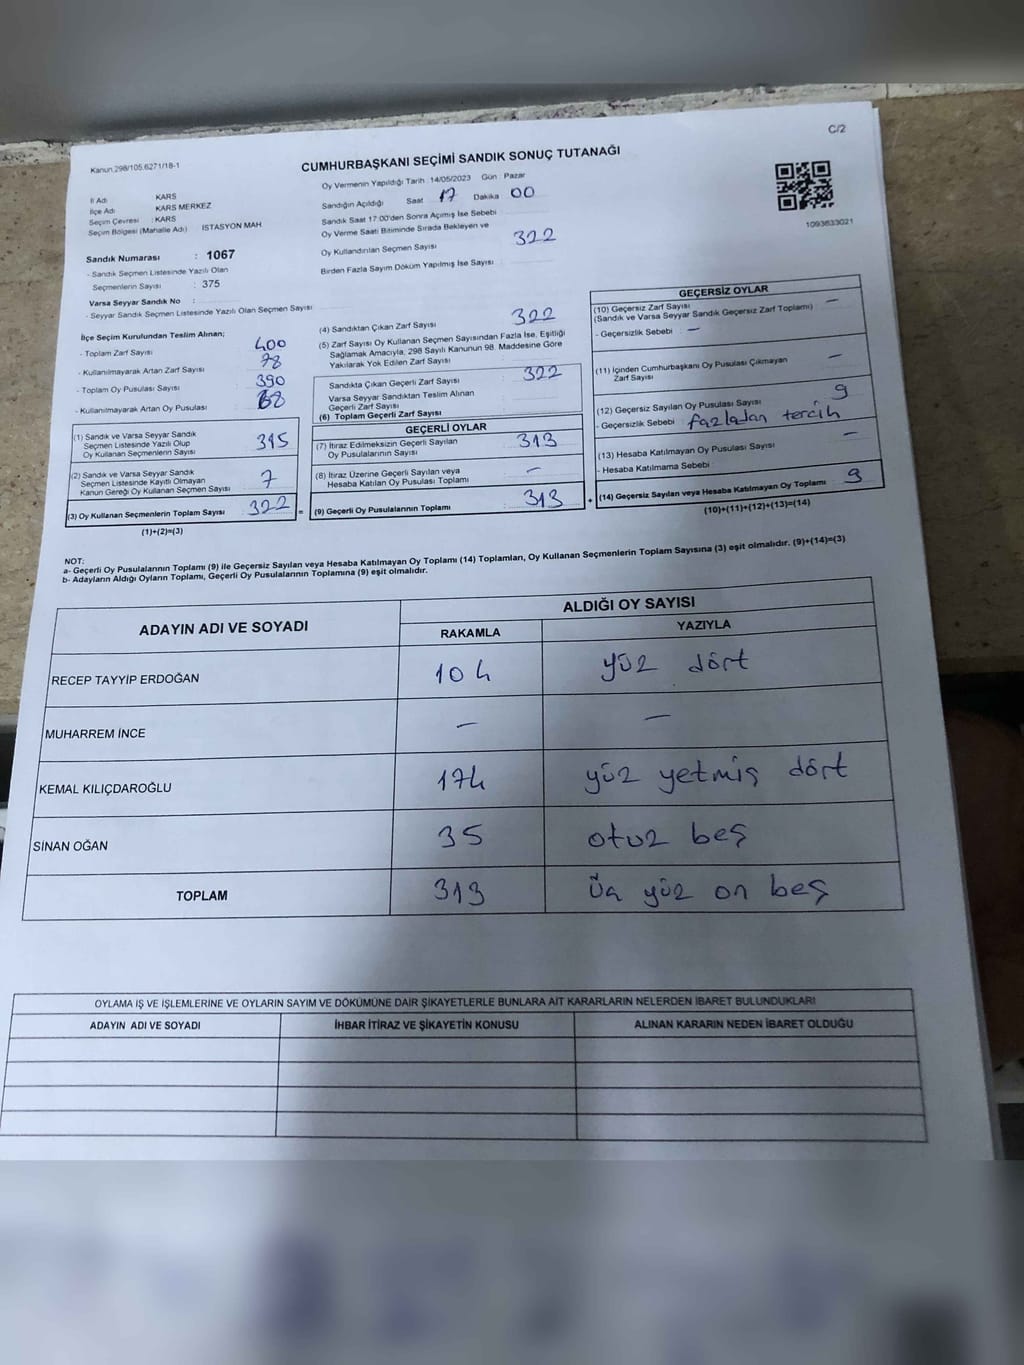 C/2
Kanun.298/105.6271/18-1
CUMHURBAŞKANI SEÇİMİ SANDIK SONUÇ TUTANAĞI
İl Adı KARS
İlçe Adı KARS MERKEZ
Seçim Çevresi : KARS
Seçim Bölgesi (Mahalle Adı) İSTASYON MAH
Oy Vermenin Yapıldığı Tarih :14/05/2023 Gün : Pazar
Sandığın Açıldığı Saat 17 Dakika 00
Sandık Saat 17:00'den Sonra Açımış İse Sebebi
Oy Verme Saati Bitiminde Sırada Bekleyen ve
Oy Kullandırılan Seçmen Sayısı 322
Birden Fazla Sayım Döküm Yapılmış İse Sayısı
1093633021
Sandık Numarası : 1067
- Sandık Seçmen Listesinde Yazılı Olan
Seçmenlerin Sayısı : 375
Varsa Seyyar Sandık No :
- Seyyar Sandık Seçmen Listesinde Yazılı Olan Seçmen Sayısı
İlçe Seçim Kurulundan Teslim Alınan;
- Toplam Zarf Sayısı 400
- Kullanılmayarak Artan Zarf Sayısı 78
- Toplam Oy Pusulası Sayısı 390
- Kullanılmayarak Artan Oy Pusulası : 68
(1) Sandık ve Varsa Seyyar Sandık
Seçmen Listesinde Yazılı Olup
Oy Kullanan Seçmenlerin Sayısı 315
(2) Sandık ve Varsa Seyyar Sandık
Seçmen Listesinde Kayıtlı Olmayan
Kanun Gereği Oy Kullanan Seçmen Sayısı 7
(3) Oy Kullanan Seçmenlerin Toplam Sayısı 322 =
(1)+(2)=(3)
(4) Sandıktan Çıkan Zarf Sayısı 322
(5) Zarf Sayısı Oy Kullanan Seçmen Sayısından Fazla İse, Eşitliği
Sağlamak Amacıyla, 298 Sayılı Kanunun 98. Maddesine Göre
Yakılarak Yok Edilen Zarf Sayısı
Sandıkta Çıkan Geçerli Zarf Sayısı 322
Varsa Seyyar Sandıktan Teslim Alınan
Geçerli Zarf Sayısı
(6) Toplam Geçerli Zarf Sayısı
GEÇERLİ OYLAR
(7) İtiraz Edilmeksizin Geçerli Sayılan
Oy Pusulalarının Sayısı : 313
(8) İtiraz Üzerine Geçerli Sayılan veya
Hesaba Katılan Oy Pusulası Toplamı —
(9) Geçerli Oy Pusulalarının Toplamı : 313 +
GEÇERSİZ OYLAR
(10) Geçersiz Zarf Sayısı —
(Sandık ve Varsa Seyyar Sandık Geçersiz Zarf Toplamı)
- Geçersizlik Sebebi : —
(11) İçinden Cumhurbaşkanı Oy Pusulası Çıkmayan
Zarf Sayısı —
(12) Geçersiz Sayılan Oy Pusulası Sayısı 9
- Geçersizlik Sebebi : fazladan tercih
(13) Hesaba Katılmayan Oy Pusulası Sayısı —
- Hesaba Katılmama Sebebi
(14) Geçersiz Sayılan veya Hesaba Katılmayan Oy Toplamı 9
(10)+(11)+(12)+(13)=(14)
NOT:
a- Geçerli Oy Pusulalarının Toplamı (9) ile Geçersiz Sayılan veya Hesaba Katılmayan Oy Toplamı (14) Toplamları, Oy Kullanan Seçmenlerin Toplam Sayısına (3) eşit olmalıdır. (9)+(14)=(3)
b- Adayların Aldığı Oyların Toplamı, Geçerli Oy Pusulalarının Toplamına (9) eşit olmalıdır.
ADAYIN ADI VE SOYADI ALDIĞI OY SAYISI
RAKAMLA YAZIYLA
RECEP TAYYİP ERDOĞAN 104 yüz dört
MUHARREM İNCE — —
KEMAL KILIÇDAROĞLU 174 yüz yetmiş dört
SİNAN OĞAN 35 otuz beş
TOPLAM 313 Üç yüz on beş
OYLAMA İŞ VE İŞLEMLERİNE VE OYLARIN SAYIM VE DÖKÜMÜNE DAİR ŞİKAYETLERLE BUNLARA AİT KARARLARIN NELERDEN İBARET BULUNDUKLARI
ADAYIN ADI VE SOYADI İHBAR İTİRAZ VE ŞİKAYETİN KONUSU ALINAN KARARIN NEDEN İBARET OLDUĞU